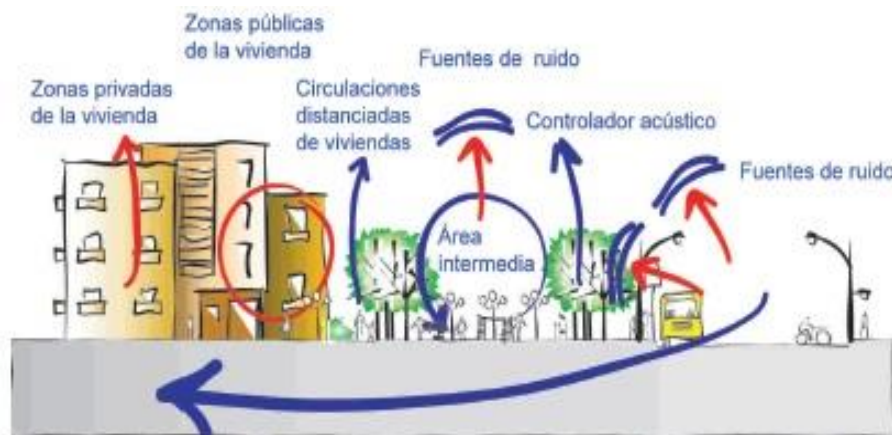 Zonas públicas
de la vivienda
Fuentes de ruido
Zonas privadas
de la vivienda
Circulaciones
distanciadas
de viviendas
Controlador acústico
Fuentes de ruido
Área
intermedia